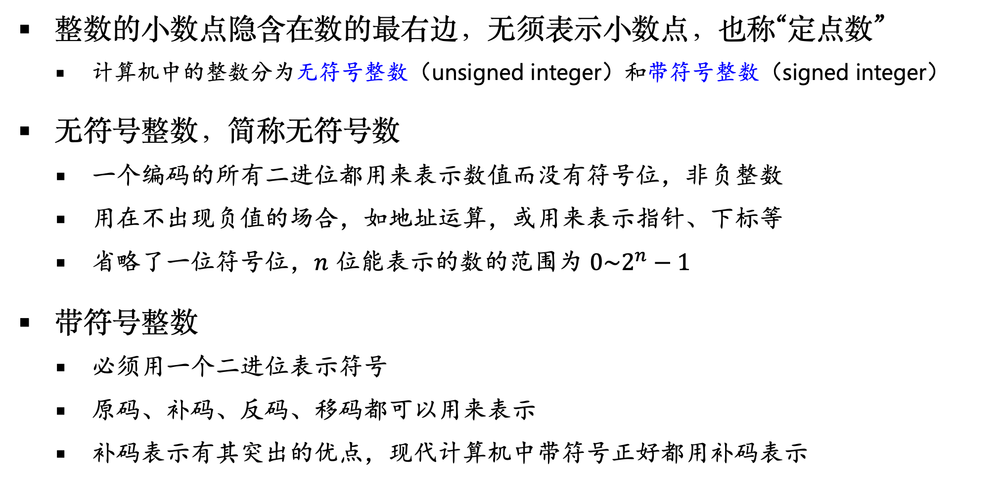 ▪ 整数的小数点隐含在数的最右边，无须表示小数点，也称“定点数”
▪ 计算机中的整数分为无符号整数（unsigned integer）和带符号整数（signed integer）
▪ 无符号整数，简称无符号数
▪ 一个编码的所有二进位都用来表示数值而没有符号位，非负整数
▪ 用在不出现负值的场合，如地址运算，或用来表示指针、下标等
▪ 省略了一位符号位，n 位能表示的数的范围为 0~2ⁿ − 1
▪ 带符号整数
▪ 必须用一个二进位表示符号
▪ 原码、补码、反码、移码都可以用来表示
▪ 补码表示有其突出的优点，现代计算机中带符号正好都用补码表示